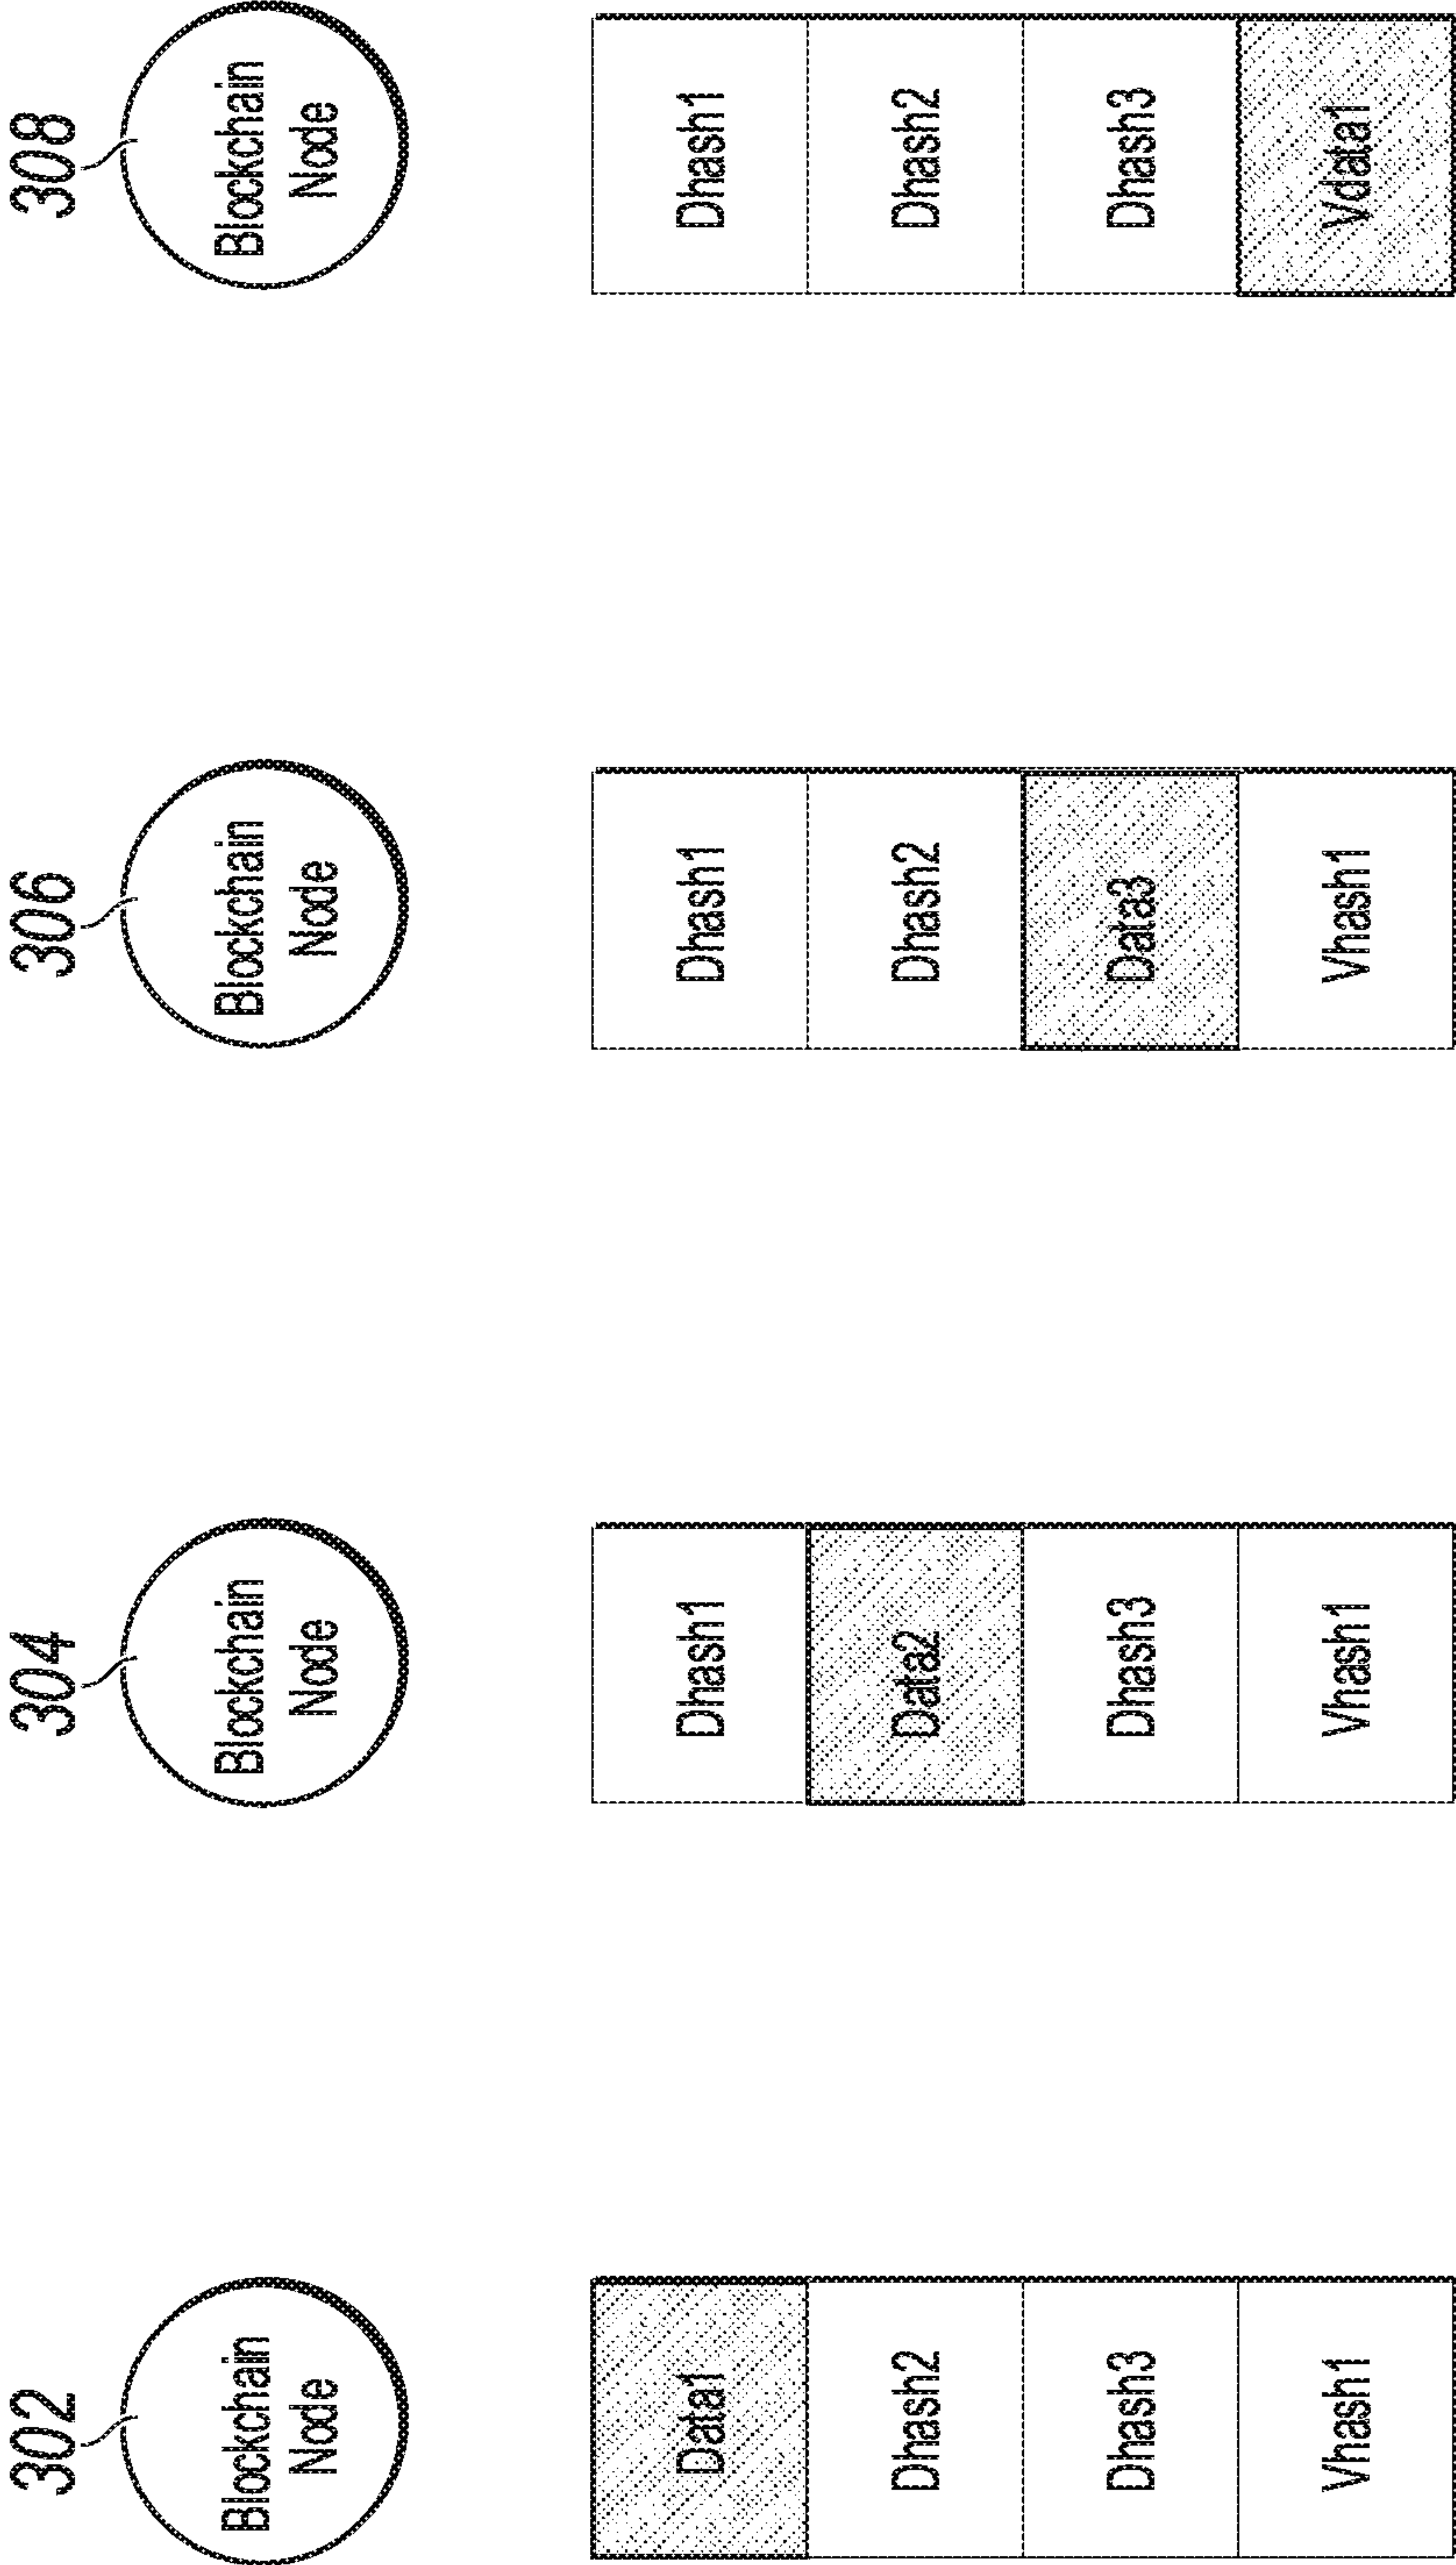 302
304
306
308
Blockchain
Node
Blockchain
Node
Blockchain
Node
Blockchain
Node
Data1
Dhash1
Dhash1
Dhash1
Dhash2
Data2
Dhash2
Dhash2
Dhash3
Dhash3
Data3
Dhash3
Vhash1
Vhash1
Vhash1
Vdata1